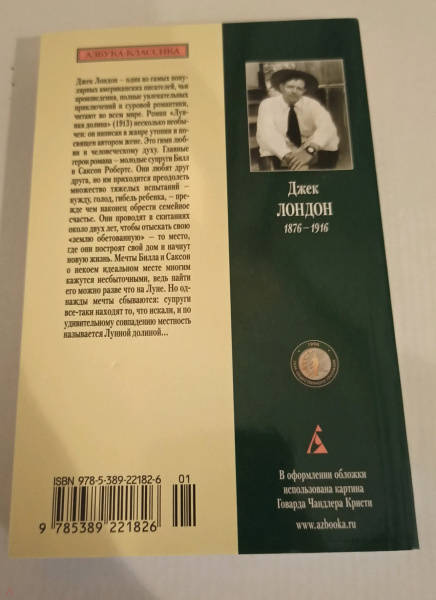 АЗБУКА-КЛАССИКА
Джек Лондон – один из самых попу-
лярных американских писателей, чьи
произведения, полные увлекательных
приключений и суровой романтики,
читают во всем мире. Роман «Лун-
ная долина» (1913) несколько необы-
чен: он написан в жанре утопии и по-
священ автором жене. Это гимн люб-
ви и человеческому духу. Главные
герои романа – молодые супруги Билл
и Саксон Робертс. Они любят друг
друга, но им приходится преодолеть
множество тяжелых испытаний –
нужду, голод, гибель ребенка, – преж-
де чем наконец обрести семейное
счастье. Они проводят в скитаниях
около двух лет, чтобы отыскать свою
«землю обетованную» – то место,
где они построят свой дом и начнут
новую жизнь. Мечты Билла и Саксон
о некоем идеальном месте многим
кажутся несбыточными, ведь найти
его можно разве что на Луне. Но од-
нажды мечты сбываются: супруги
все-таки находят то, что искали, и по
удивительному совпадению местность
называется Лунной долиной...
ISBN 978-5-389-22182-6
01
9 785389 221826
Джек
ЛОНДОН
1876–1916
В оформлении обложки
использована картина
Говарда Чандлера Кристи
www.azbooka.ru